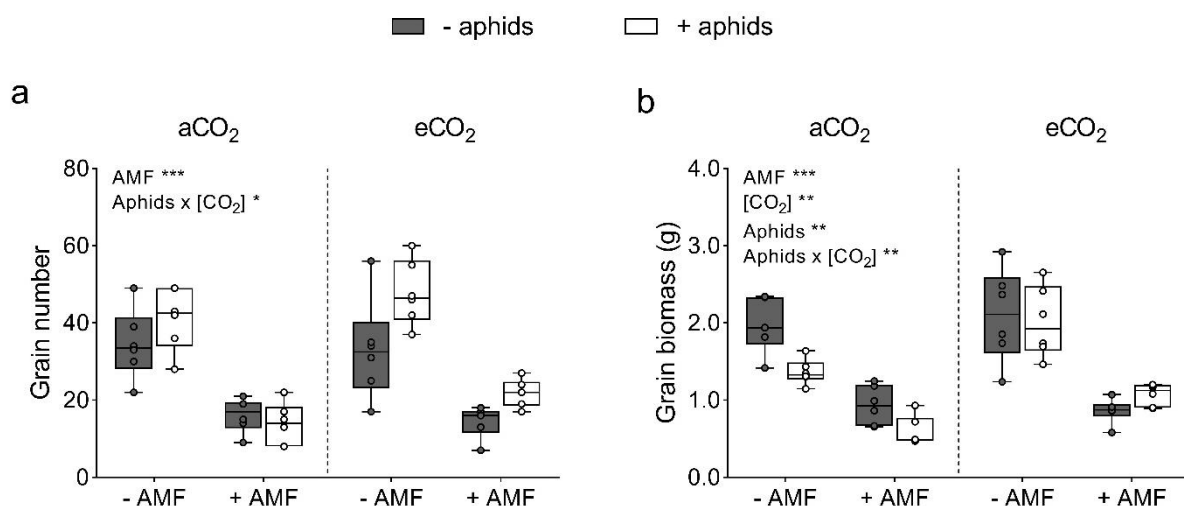 - aphids + aphids
a
aCO₂ eCO₂
AMF ***
Aphids x [CO₂] *
Grain number
80
60
40
20
0
- AMF + AMF - AMF + AMF
b
aCO₂ eCO₂
AMF ***
[CO₂] **
Aphids **
Aphids x [CO₂] **
Grain biomass (g)
4.0
3.0
2.0
1.0
0.0
- AMF + AMF - AMF + AMF